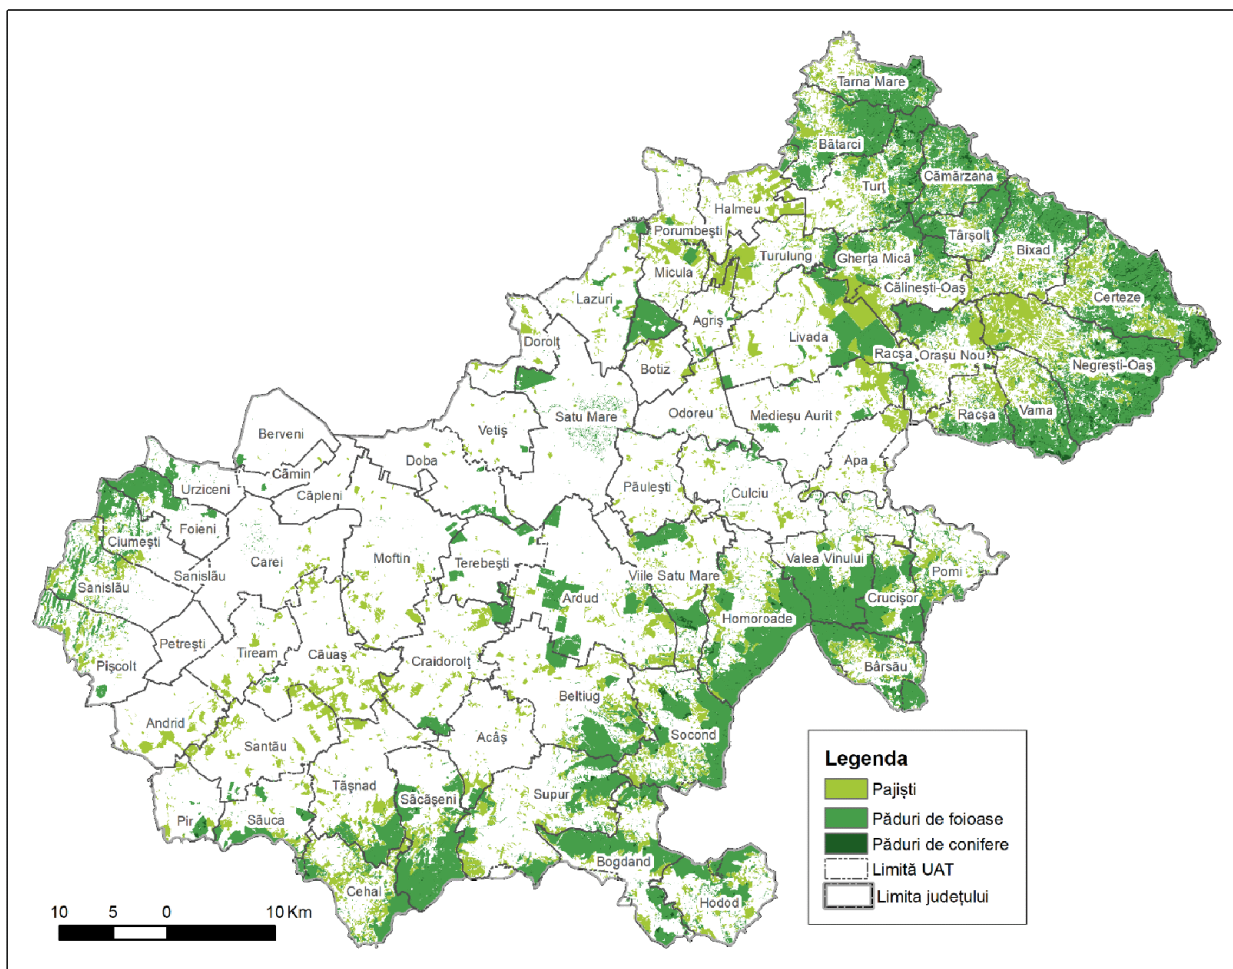 Tarna Mare
Bătarci
Cămărzana
Turț
Halmeu
Porumbești
Târșolț
Bixad
Turulung
Gherța Mică
Micula
Călinești-Oaș
Lazuri
Certeze
Agriș
Livada
Dorolț
Racșa
Orașu Nou
Botiz
Negrești-Oaș
Satu Mare
Odoreu
Medieșu Aurit
Racșa
Vama
Vetiș
Berveni
Doba
Cămin
Apa
Urziceni
Căpleni
Păulești
Culciu
Foieni
Ciumești
Carei
Moftin
Terebești
Valea Vinului
Pomi
Sanislău
Sanislău
Viile Satu Mare
Ardud
Crucișor
Homoroade
Petrești
Tiream
Căuaș
Craidorolț
Pișcolt
Bârsău
Beltiug
Andrid
Acâș
Socond
Santău
Tășnad
Săcășeni
Supur
Pir
Săuca
Bogdand
Cehal
Hodod
Legenda
Pajiști
Păduri de foioase
Păduri de conifere
Limită UAT
Limita județului
10 5 0 10 Km